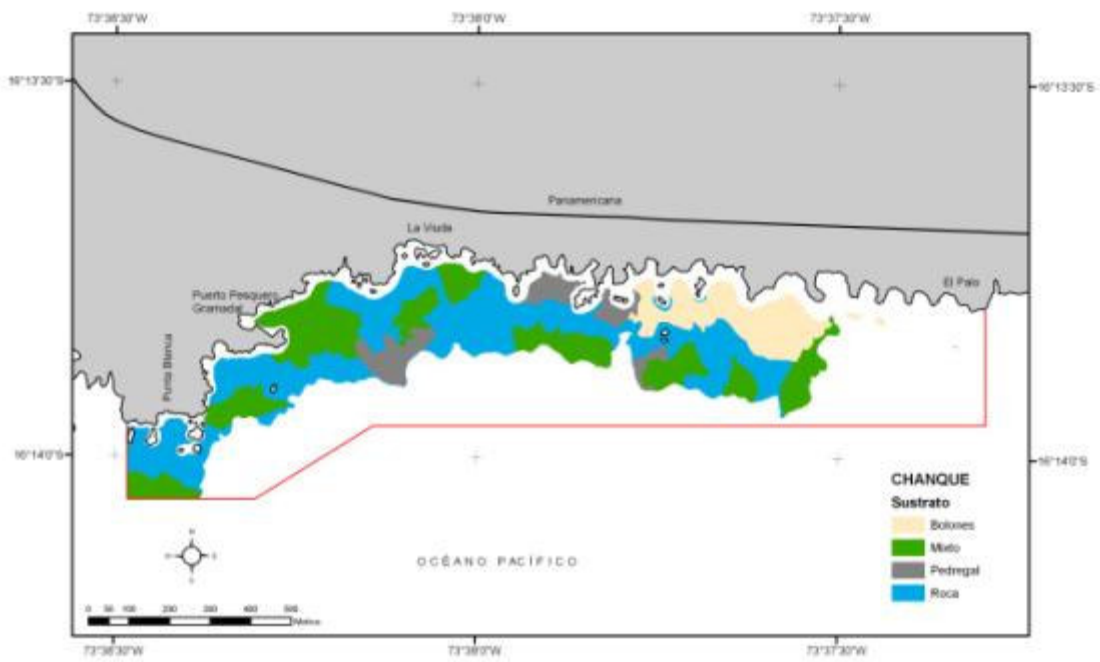 73°38'30"W
73°38'0"W
73°37'30"W
16°13'30"S
16°13'30"S
Panamericana
La Viuda
El Palo
Puerto Pesquero
Gramadal
Punta Blanca
16°14'0"S
16°14'0"S
CHANQUE
Sustrato
Bolones
Mixto
Pedregal
Roca
OCÉANO PACÍFICO
N
0 50 100 200 300 400 500
Metros
73°38'30"W
73°38'0"W
73°37'30"W